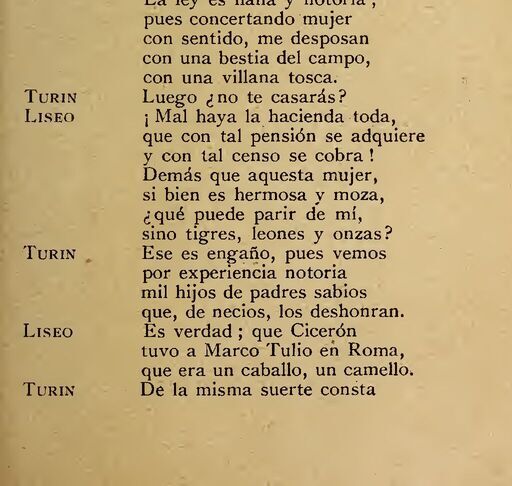 La ley es llana y notoria ;
pues concertando mujer
con sentido, me desposan
con una bestia del campo,
con una villana tosca.
TURIN Luego ¿no te casarás?
LISEO ¡ Mal haya la hacienda toda,
que con tal pensión se adquiere
y con tal censo se cobra !
Demás que aquesta mujer,
si bien es hermosa y moza,
¿qué puede parir de mí,
sino tigres, leones y onzas?
TURIN Ese es engaño, pues vemos
por experiencia notoria
mil hijos de padres sabios
que, de necios, los deshonran.
LISEO Es verdad ; que Cicerón
tuvo a Marco Tulio en Roma,
que era un caballo, un camello.
TURIN De la misma suerte consta